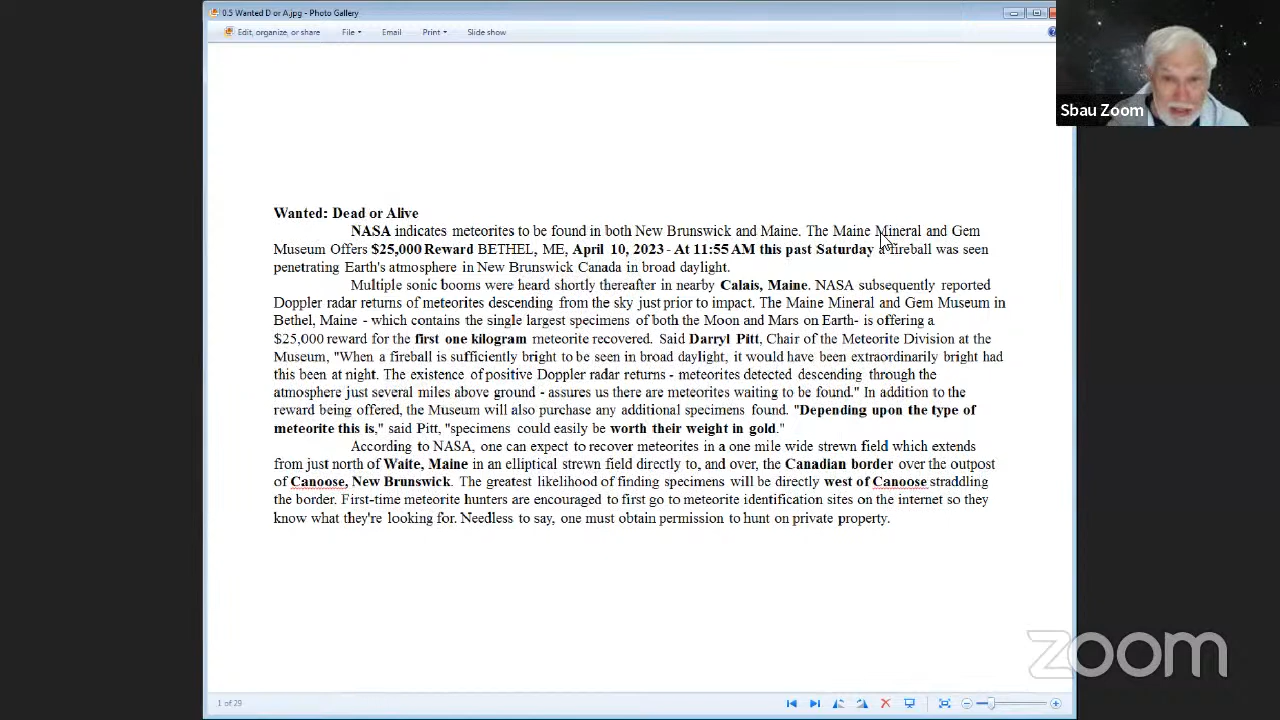 0.5 Wanted D or A.jpg - Photo Gallery
Edit, organize, or share File Email Print Slide show
Sbau Zoom
Wanted: Dead or Alive
NASA indicates meteorites to be found in both New Brunswick and Maine. The Maine Mineral and Gem
Museum Offers $25,000 Reward BETHEL, ME, April 10, 2023 - At 11:55 AM this past Saturday a fireball was seen
penetrating Earth's atmosphere in New Brunswick Canada in broad daylight.
Multiple sonic booms were heard shortly thereafter in nearby Calais, Maine. NASA subsequently reported
Doppler radar returns of meteorites descending from the sky just prior to impact. The Maine Mineral and Gem Museum in
Bethel, Maine - which contains the single largest specimens of both the Moon and Mars on Earth- is offering a
$25,000 reward for the first one kilogram meteorite recovered. Said Darryl Pitt, Chair of the Meteorite Division at the
Museum, "When a fireball is sufficiently bright to be seen in broad daylight, it would have been extraordinarily bright had
this been at night. The existence of positive Doppler radar returns - meteorites detected descending through the
atmosphere just several miles above ground - assures us there are meteorites waiting to be found." In addition to the
reward being offered, the Museum will also purchase any additional specimens found. "Depending upon the type of
meteorite this is," said Pitt, "specimens could easily be worth their weight in gold."
According to NASA, one can expect to recover meteorites in a one mile wide strewn field which extends
from just north of Waite, Maine in an elliptical strewn field directly to, and over, the Canadian border over the outpost
of Canoose, New Brunswick. The greatest likelihood of finding specimens will be directly west of Canoose straddling
the border. First-time meteorite hunters are encouraged to first go to meteorite identification sites on the internet so they
know what they're looking for. Needless to say, one must obtain permission to hunt on private property.
zoom
1 of 29